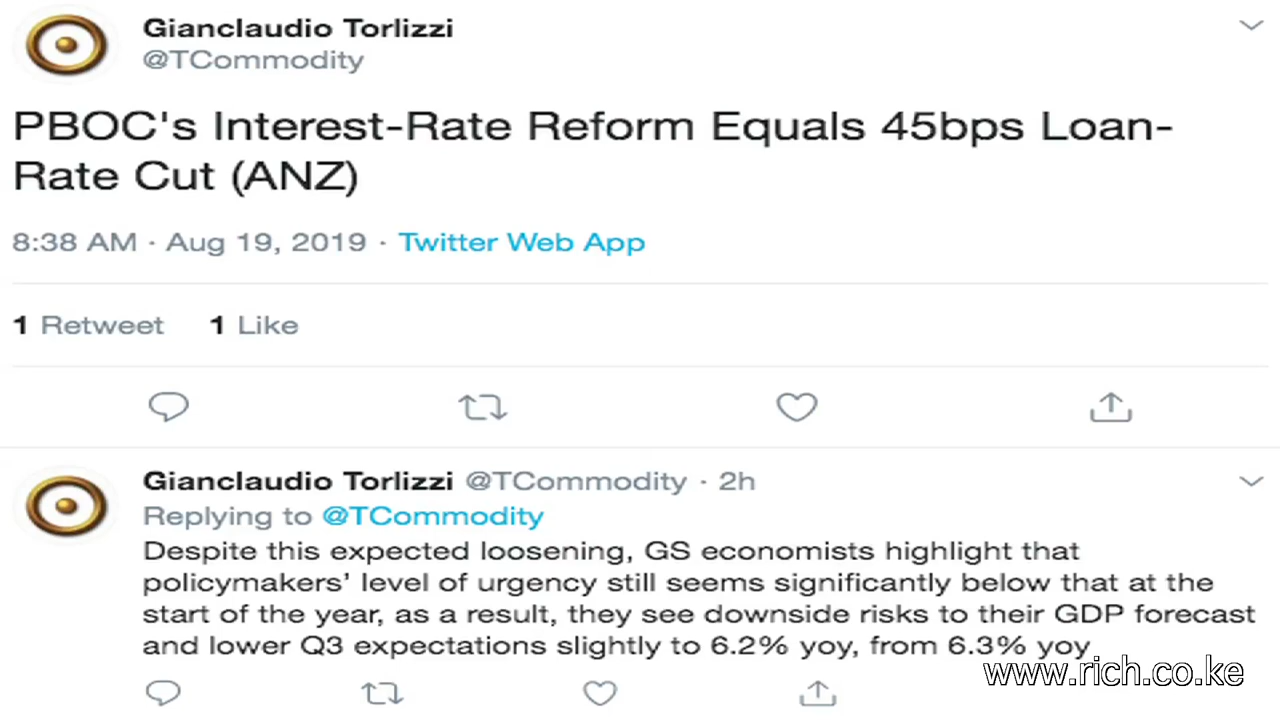 Gianclaudio Torlizzi
@TCommodity
PBOC's Interest-Rate Reform Equals 45bps Loan-
Rate Cut (ANZ)
8:38 AM · Aug 19, 2019 · Twitter Web App
1 Retweet 1 Like
Gianclaudio Torlizzi @TCommodity · 2h
Replying to @TCommodity
Despite this expected loosening, GS economists highlight that
policymakers’ level of urgency still seems significantly below that at the
start of the year, as a result, they see downside risks to their GDP forecast
and lower Q3 expectations slightly to 6.2% yoy, from 6.3% yoy
www.rich.co.ke